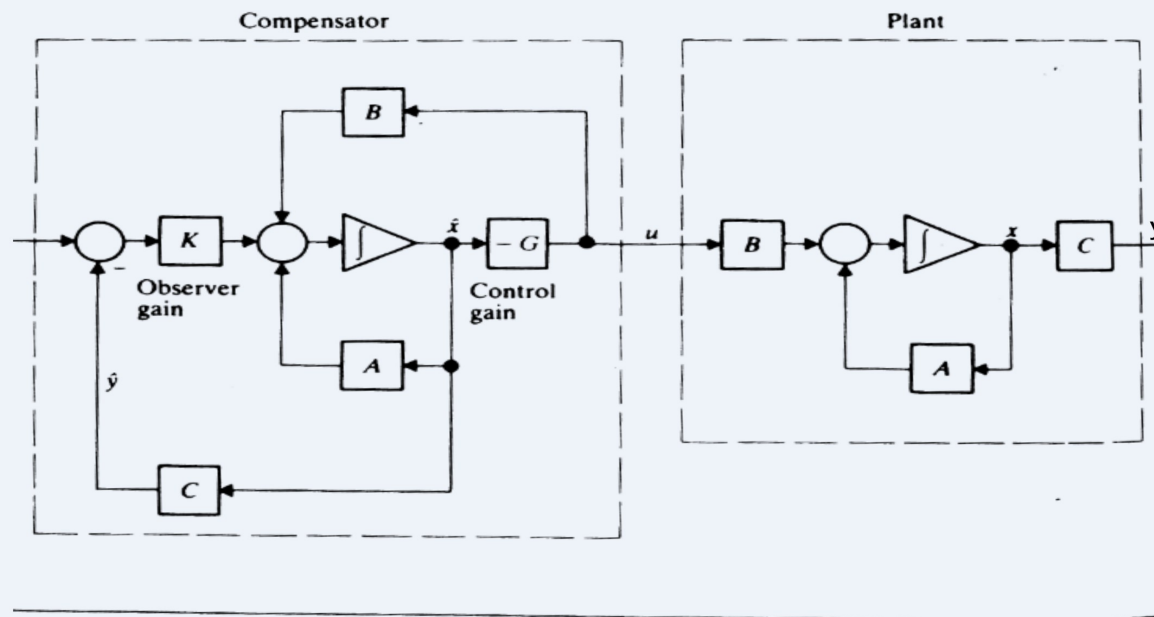 Compensator
Plant
B
K
∫
x̂
− G
u
B
∫
x
C
y
−
Observer
gain
Control
gain
A
A
ŷ
C